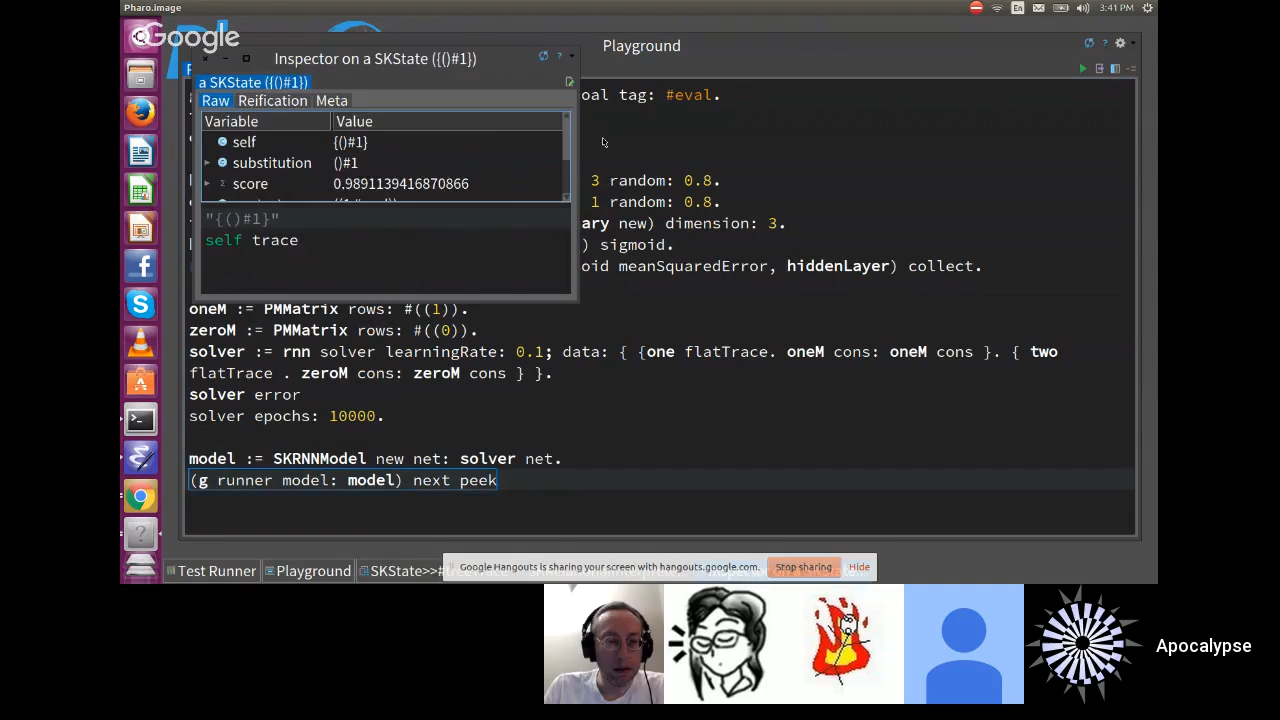 Pharo.image
En
3:41 PM
Google
Inspector on a SKState ({()#1})
Playground
a SKState ({()#1})
oal tag: #eval.
Raw Reification Meta
Variable Value
self {()#1}
substitution ()#1
3 random: 0.8.
score 0.9891139416870866
1 random: 0.8.
"{()#1}"
ary new) dimension: 3.
self trace
) sigmoid.
oid meanSquaredError, hiddenLayer) collect.
oneM := PMMatrix rows: #((1)).
zeroM := PMMatrix rows: #((0)).
solver := rnn solver learningRate: 0.1; data: { {one flatTrace. oneM cons: oneM cons }. { two
flatTrace . zeroM cons: zeroM cons } }.
solver error
solver epochs: 10000.
model := SKRNNModel new net: solver net.
(g runner model: model) next peek
Test Runner Playground SKState>>#
Google Hangouts is sharing your screen with hangouts.google.com. Stop sharing Hide
Apocalypse